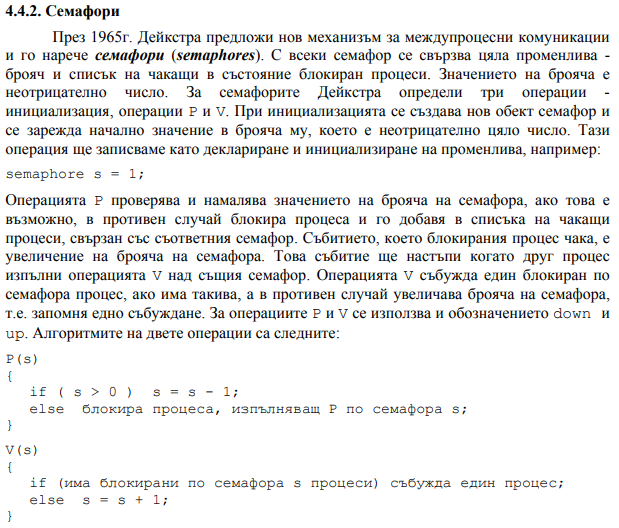 4.4.2. Семафори
През 1965г. Дейкстра предложи нов механизъм за междупроцесни комуникации
и го нарече семафори (semaphores). С всеки семафор се свързва цяла променлива -
брояч и списък на чакащи в състояние блокиран процеси. Значението на брояча е
неотрицателно число. За семафорите Дейкстра определи три операции -
инициализация, операции P и V. При инициализацията се създава нов обект семафор и
се зарежда начално значение в брояча му, което е неотрицателно цяло число. Тази
операция ще записваме като деклариране и инициализиране на променлива, например:
semaphore s = 1;
Операцията P проверява и намалява значението на брояча на семафора, ако това е
възможно, в противен случай блокира процеса и го добавя в списъка на чакащи
процеси, свързан със съответния семафор. Събитието, което блокирания процес чака, е
увеличение на брояча на семафора. Това събитие ще настъпи когато друг процес
изпълни операцията V над същия семафор. Операцията V събужда един блокиран по
семафора процес, ако има такива, а в противен случай увеличава брояча на семафора,
т.е. запомня едно събуждане. За операциите P и V се използва и обозначението down и
up. Алгоритмите на двете операции са следните:
P(s)
{
if ( s > 0 ) s = s - 1;
else блокира процеса, изпълняващ P по семафора s;
}
V(s)
{
if (има блокирани по семафора s процеси) събужда един процес;
else s = s + 1;
}